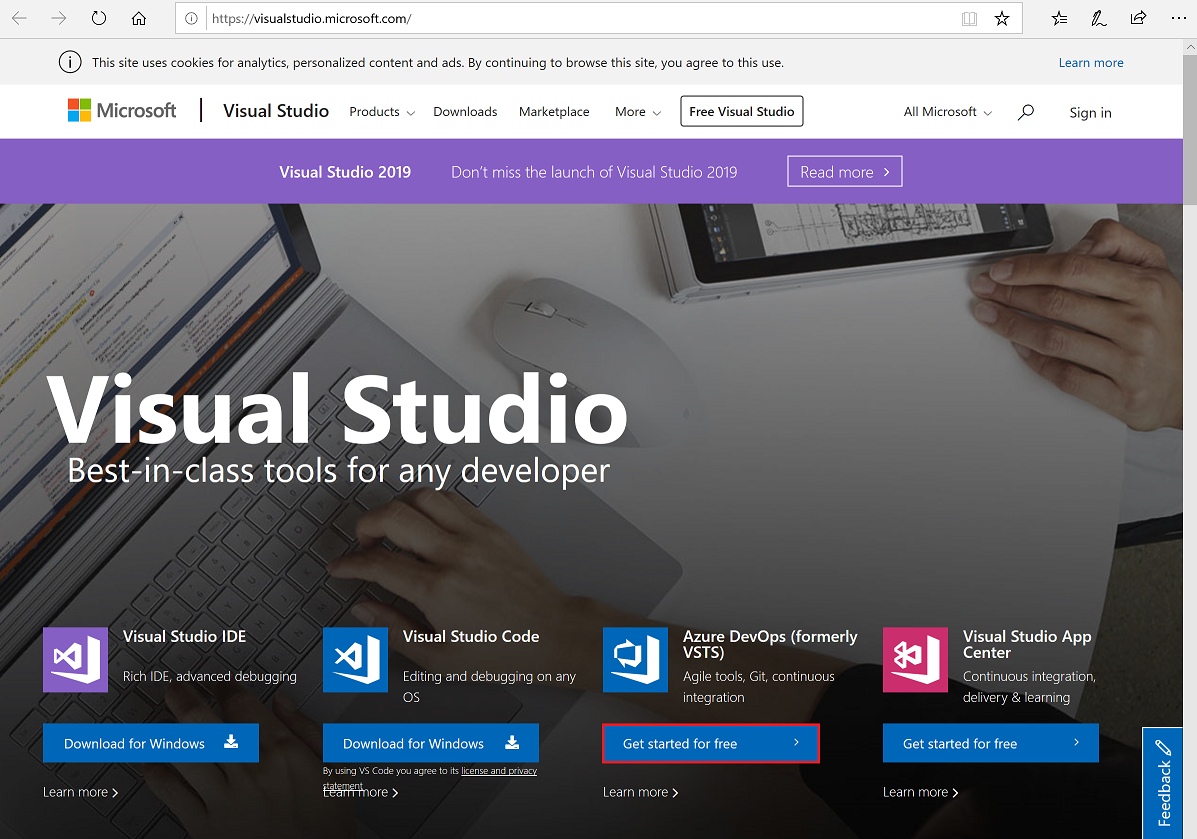 https://visualstudio.microsoft.com/
This site uses cookies for analytics, personalized content and ads. By continuing to browse this site, you agree to this use.
Learn more
Microsoft
Visual Studio
Products
Downloads
Marketplace
More
Free Visual Studio
All Microsoft
Sign in
Visual Studio 2019
Don't miss the launch of Visual Studio 2019
Read more
Visual Studio
Best-in-class tools for any developer
Visual Studio IDE
Rich IDE, advanced debugging
Download for Windows
Learn more
Visual Studio Code
Editing and debugging on any
OS
Download for Windows
By using VS Code you agree to its license and privacy
statement
Learn more
Azure DevOps (formerly
VSTS)
Agile tools, Git, continuous
integration
Get started for free
Learn more
Visual Studio App
Center
Continuous integration,
delivery & learning
Get started for free
Learn more
Feedback